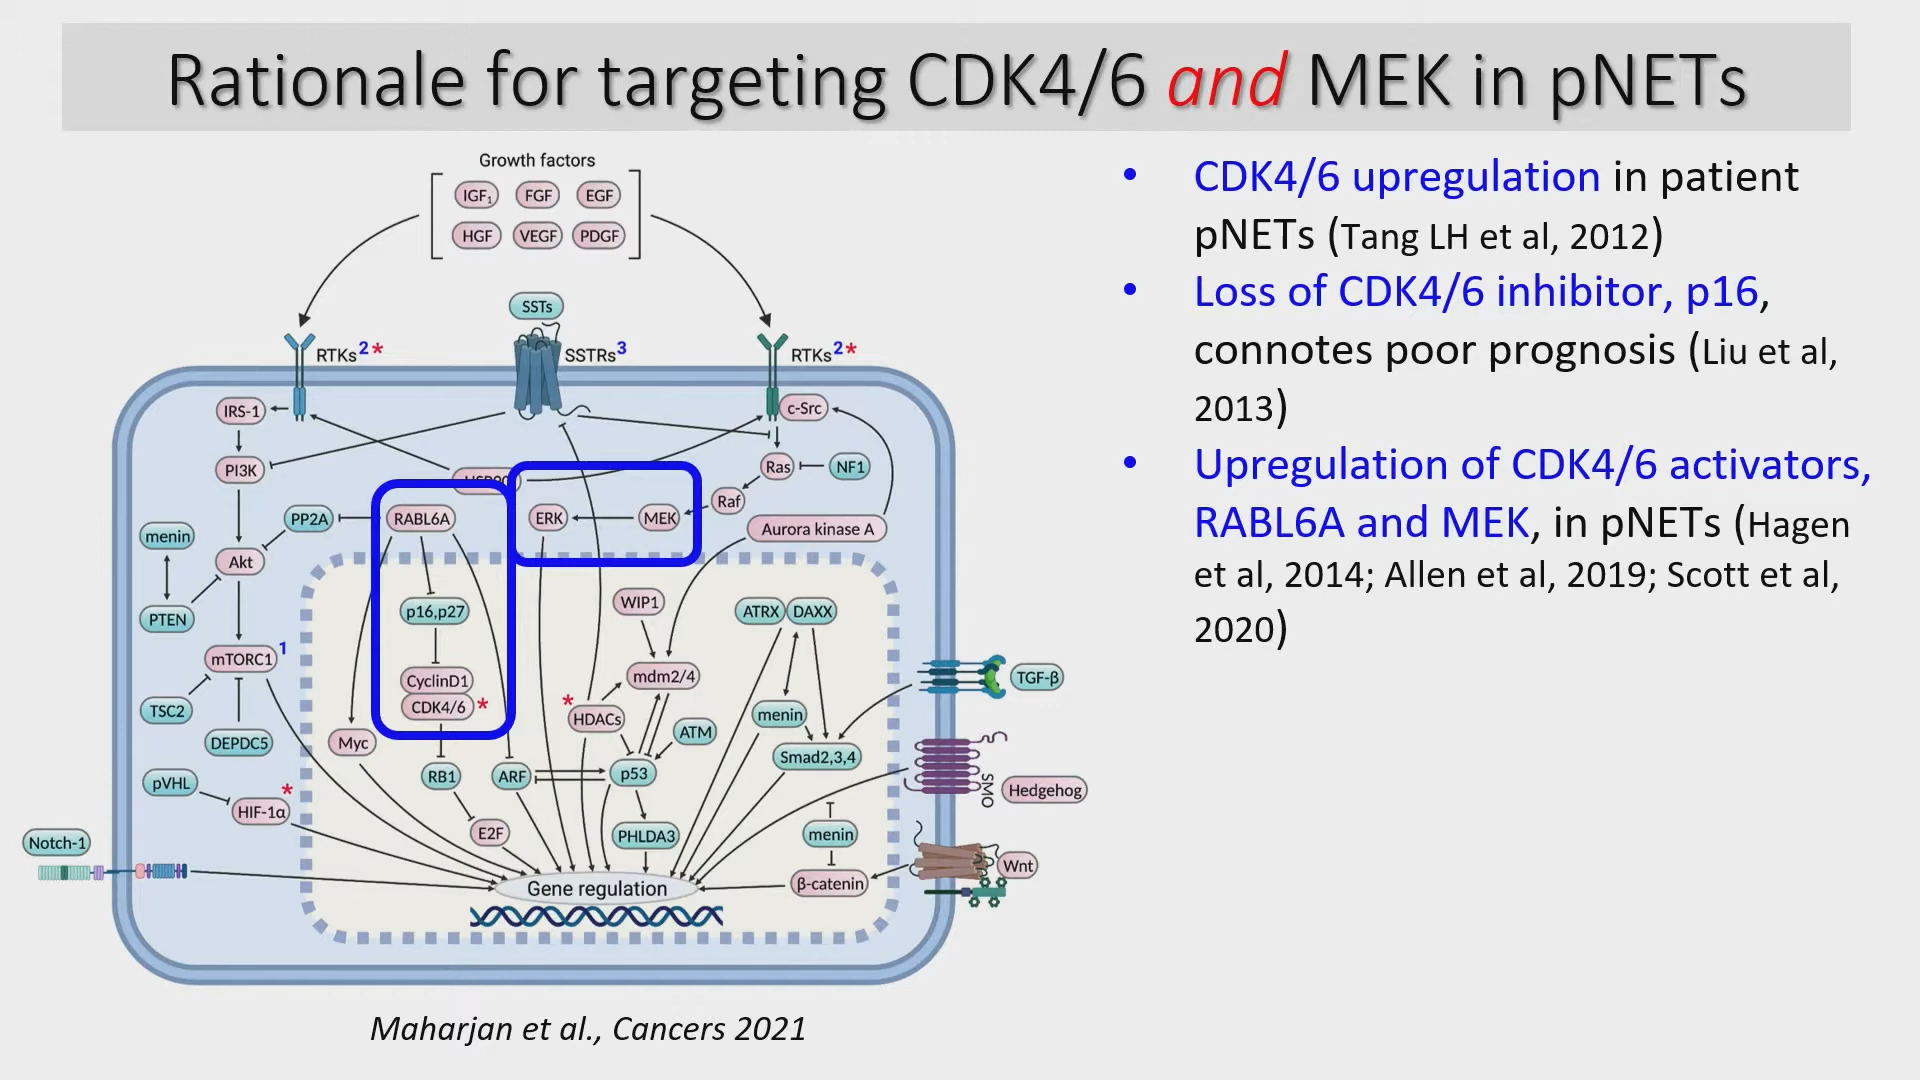 Rationale for targeting CDK4/6 and MEK in pNETs
Growth factors
IGF₁ FGF EGF
HGF VEGF PDGF
SSTs
RTKs2* SSTRs3 RTKs2*
IRS-1 c-Src
PI3K Ras NF1
HSP90
Raf
PP2A RABL6A ERK MEK
Aurora kinase A
menin
Akt
PTEN
p16,p27 WIP1 ATRX DAXX
mTORC1 1
CyclinD1 mdm2/4
TGF-β
TSC2 CDK4/6 * * HDACs menin
DEPDC5 Myc ATM
RB1 ARF p53 Smad2,3,4
pVHL
HIF-1α *
SMO Hedgehog
E2F PHLDA3 menin
Notch-1
Wnt
Gene regulation β-catenin
Maharjan et al., Cancers 2021
• CDK4/6 upregulation in patient
pNETs (Tang LH et al, 2012)
• Loss of CDK4/6 inhibitor, p16,
connotes poor prognosis (Liu et al,
2013)
• Upregulation of CDK4/6 activators,
RABL6A and MEK, in pNETs (Hagen
et al, 2014; Allen et al, 2019; Scott et al,
2020)